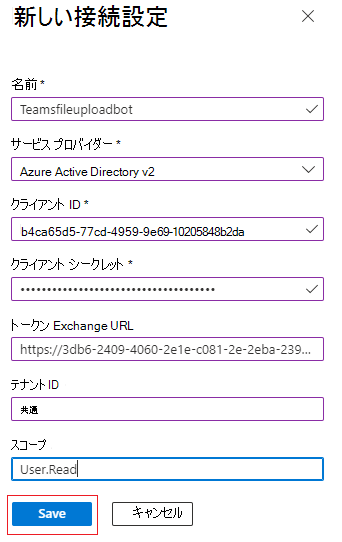 新しい接続設定
名前 *
Teamsfileuploadbot
サービス プロバイダー *
Azure Active Directory v2
クライアント ID *
b4ca65d5-77cd-4959-9e69-10205848b2da
クライアント シークレット *
••••••••••••••••••••••••••••••••••••••••
トークン Exchange URL
https://3db6-2409-4060-2e1e-c081-2e-2eba-239...
テナント ID
共通
スコープ
User.Read
Save
キャンセル